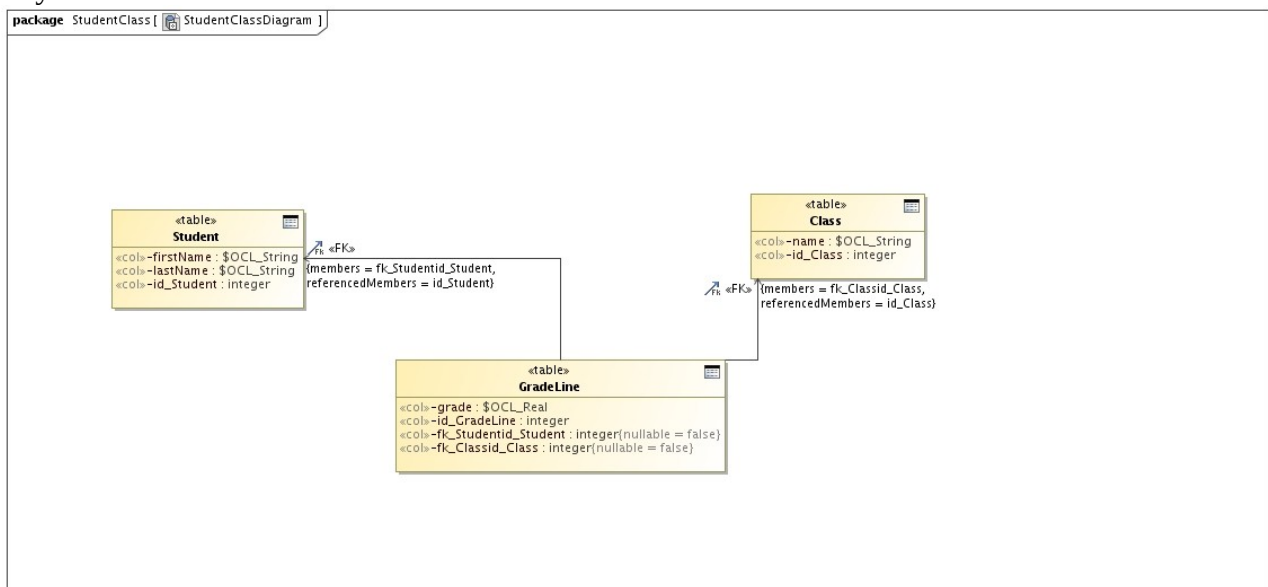 package StudentClass [ StudentClassDiagram ]
«table»
Student
«col»-firstName : $OCL_String
«col»-lastName : $OCL_String
«col»-id_Student : integer
Fk «FK»
{members = fk_Studentid_Student,
referencedMembers = id_Student}
«table»
Class
«col»-name : $OCL_String
«col»-id_Class : integer
Fk «FK»
{members = fk_Classid_Class,
referencedMembers = id_Class}
«table»
GradeLine
«col»-grade : $OCL_Real
«col»-id_GradeLine : integer
«col»-fk_Studentid_Student : integer{nullable = false}
«col»-fk_Classid_Class : integer{nullable = false}